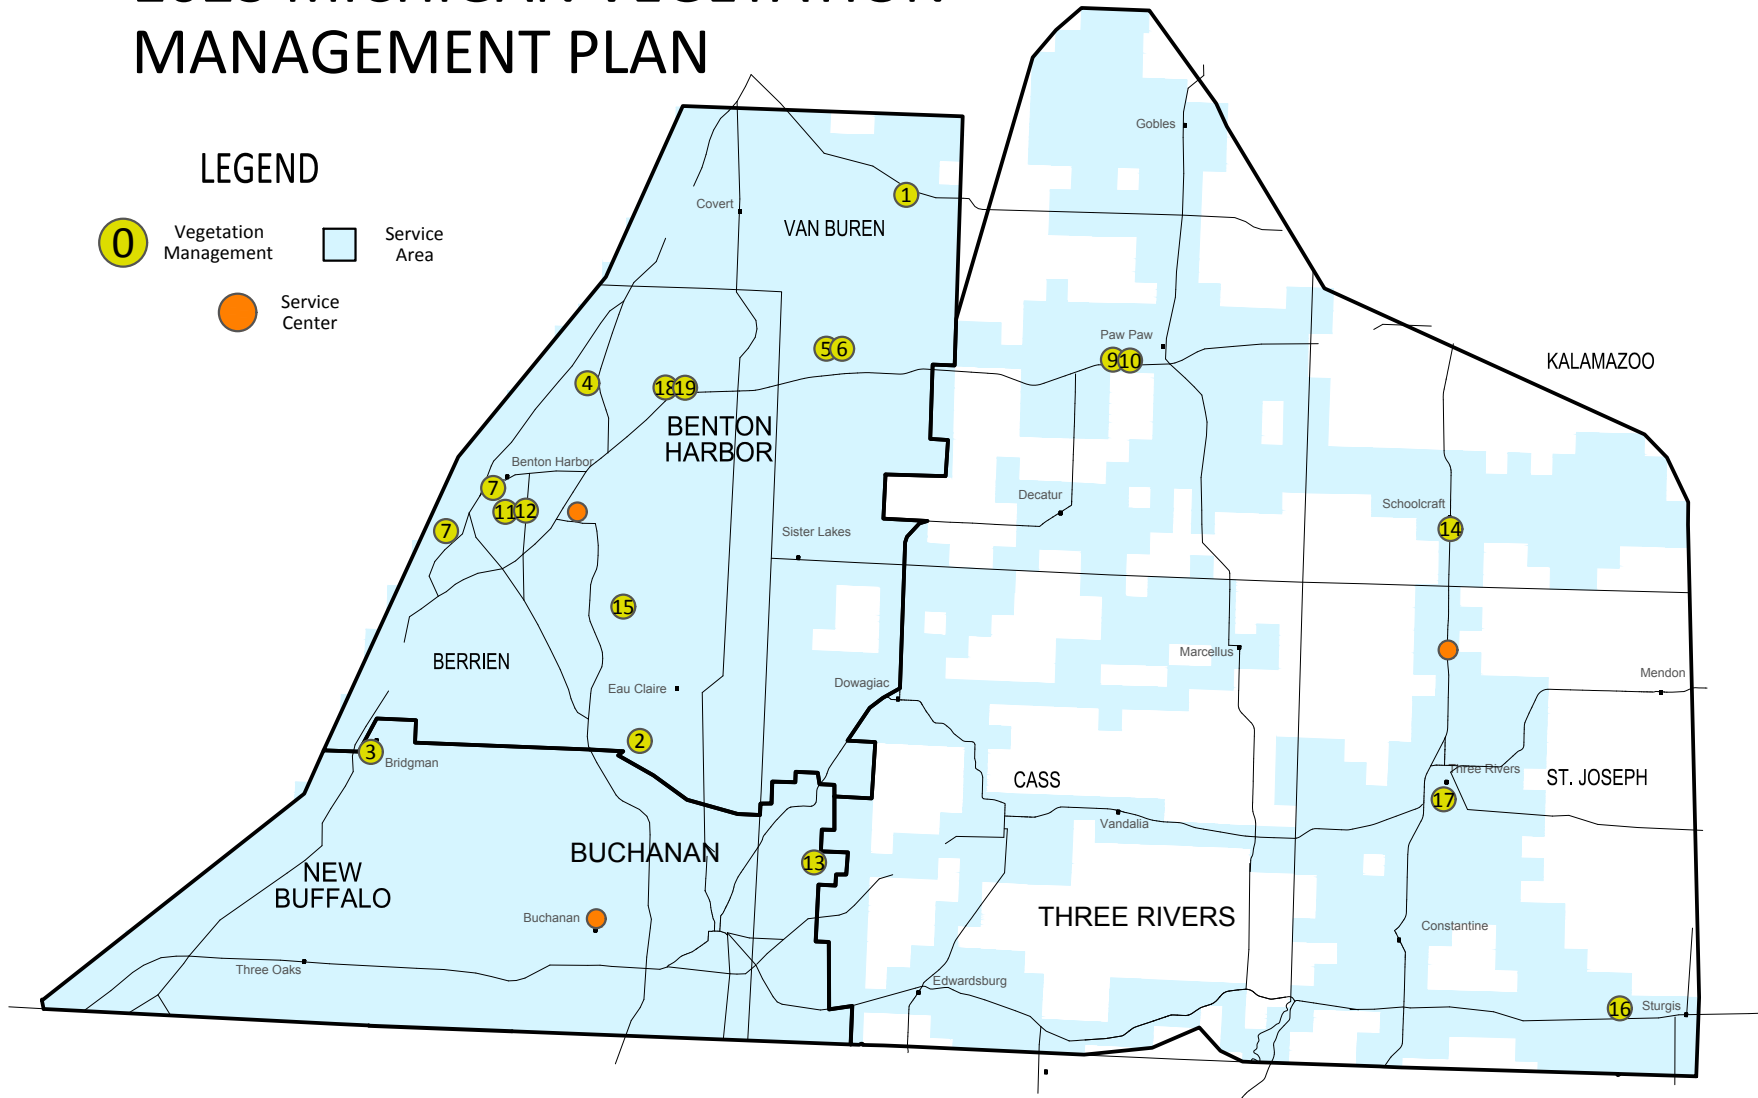 MANAGEMENT PLAN
LEGEND
0
Vegetation
Management
Service
Area
Service
Center
Gobles
Covert
1
VAN BUREN
Paw Paw
5
6
9
10
KALAMAZOO
4
18
19
BENTON
HARBOR
Benton Harbor
7
11
12
7
Decatur
Schoolcraft
14
Sister Lakes
15
BERRIEN
Marcellus
Eau Claire
Dowagiac
Mendon
2
3
Bridgman
CASS
Three Rivers
ST. JOSEPH
17
Vandalia
BUCHANAN
13
NEW
BUFFALO
Buchanan
THREE RIVERS
Constantine
Three Oaks
Edwardsburg
16
Sturgis